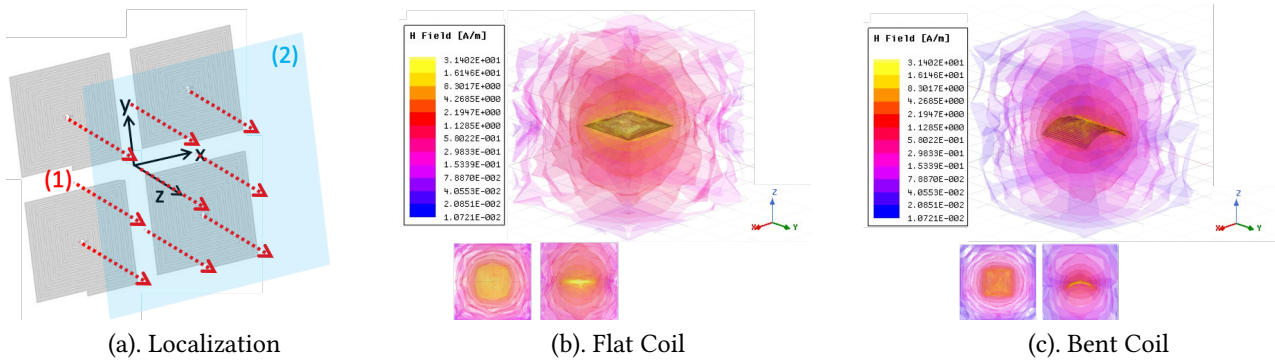 (2)
y
x
(1)
z
(a). Localization
H Field [A/m]
3.1402E+001
1.6146E+001
8.3017E+000
4.2685E+000
2.1947E+000
1.1285E+000
5.8022E-001
2.9833E-001
1.5339E-001
7.8870E-002
4.0553E-002
2.0851E-002
1.0721E-002
Z
X
Y
(b). Flat Coil
H Field [A/m]
3.1402E+001
1.6146E+001
8.3017E+000
4.2685E+000
2.1947E+000
1.1285E+000
5.8022E-001
2.9833E-001
1.5339E-001
7.8870E-002
4.0553E-002
2.0851E-002
1.0721E-002
Z
X
Y
(c). Bent Coil